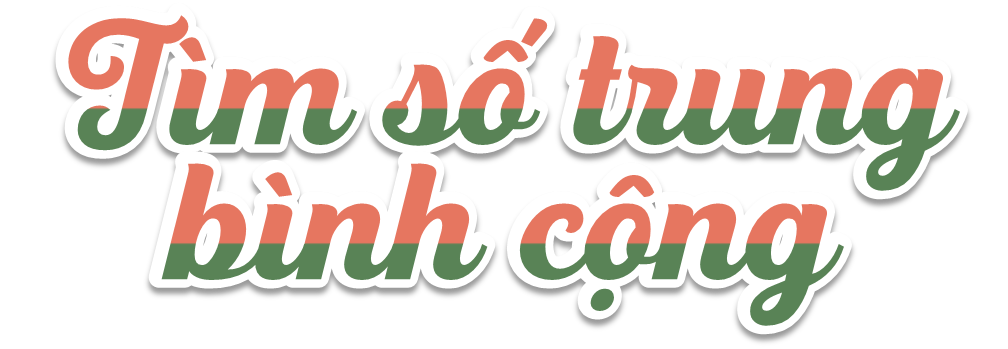 Tìm số trung
bình cộng